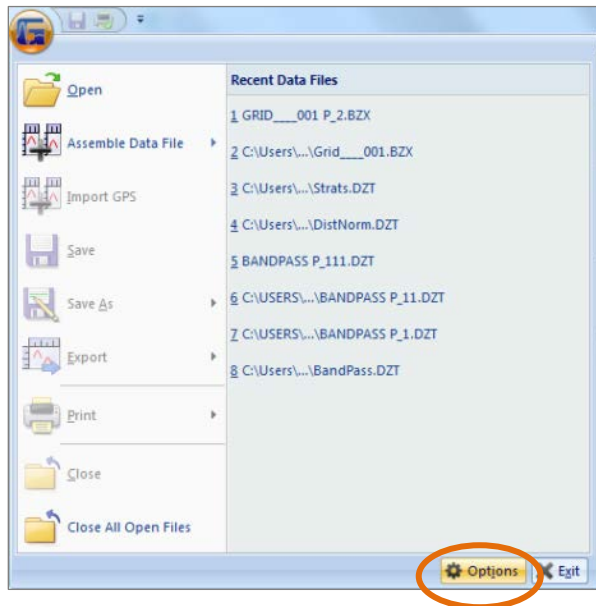 Open
Assemble Data File
Import GPS
Save
Save As
Export
Print
Close
Close All Open Files
Recent Data Files
1 GRID___001 P_2.BZX
2 C:\Users\...\Grid___001.BZX
3 C:\Users\...\Strats.DZT
4 C:\Users\...\DistNorm.DZT
5 BANDPASS P_111.DZT
6 C:\USERS\...\BANDPASS P_11.DZT
7 C:\USERS\...\BANDPASS P_1.DZT
8 C:\Users\...\BandPass.DZT
Options
Exit